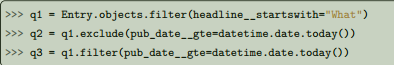 >>> q1 = Entry.objects.filter(headline__startswith="What")
>>> q2 = q1.exclude(pub_date__gte=datetime.date.today())
>>> q3 = q1.filter(pub_date__gte=datetime.date.today())